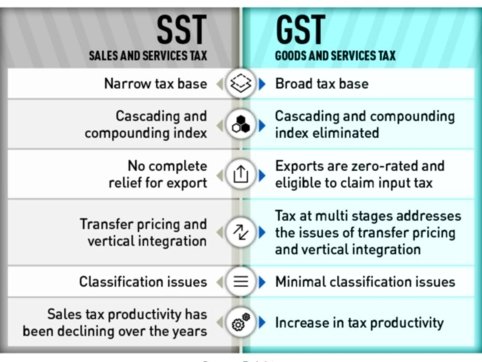 SST
SALES AND SERVICES TAX
GST
GOODS AND SERVICES TAX
Narrow tax base
Broad tax base
Cascading and
compounding index
Cascading and compounding
index eliminated
No complete
relief for export
Exports are zero-rated and
eligible to claim input tax
Transfer pricing and
vertical integration
Tax at multi stages addresses
the issues of transfer pricing
and vertical integration
Classification issues
Minimal classification issues
Sales tax productivity has
been declining over the years
Increase in tax productivity